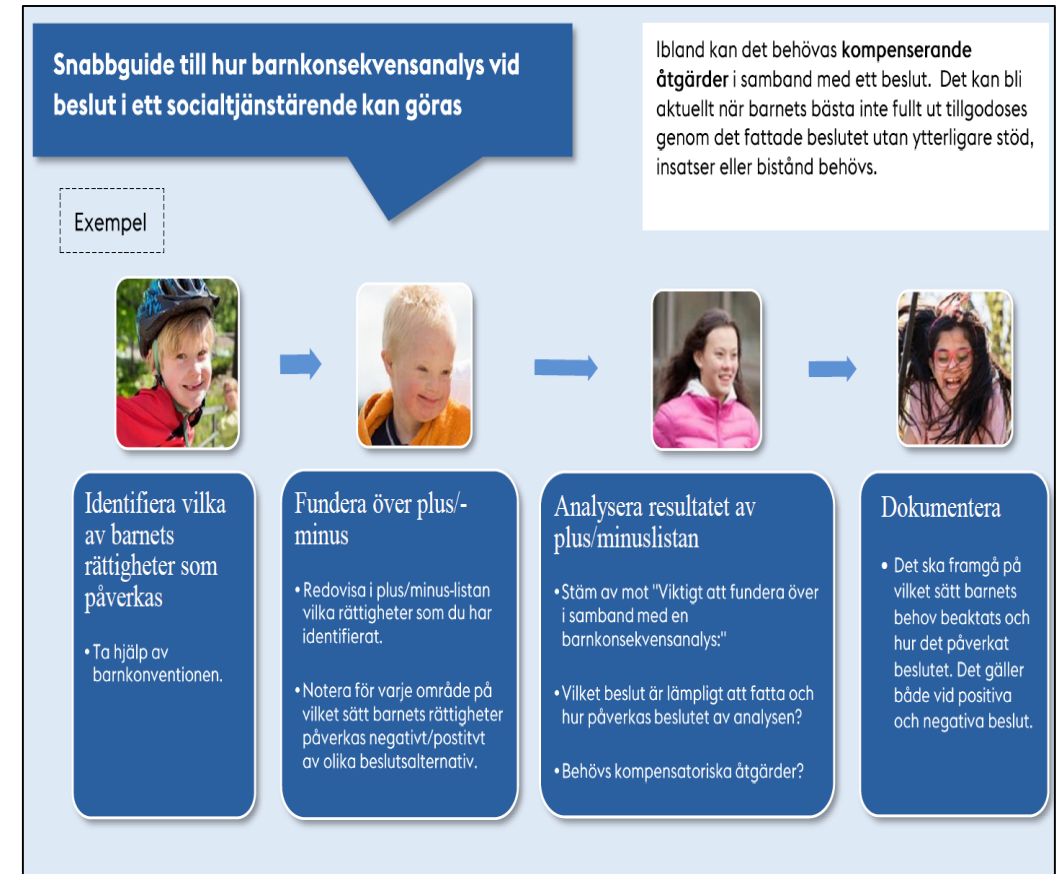 Snabbguide till hur barnkonsekvensanalys vid
beslut i ett socialtjänstärende kan göras
Ibland kan det behövas kompenserande
åtgärder i samband med ett beslut.  Det kan bli
aktuellt när barnets bästa inte fullt ut tillgodoses
genom det fattade beslutet utan ytterligare stöd,
insatser eller bistånd behövs.
Exempel
Identifiera vilka
av barnets
rättigheter som
påverkas
• Ta hjälp av
barnkonventionen.
Fundera över plus/-
minus
• Redovisa i plus/minus-listan
vilka rättigheter som du har
identifierat.
• Notera för varje område på
vilket sätt barnets rättigheter
påverkas negativt/postitvt
av olika beslutsalternativ.
Analysera resultatet av
plus/minuslistan
• Stäm av mot "Viktigt att fundera över
i samband med en
barnkonsekvensanalys:"
• Vilket beslut är lämpligt att fatta och
hur påverkas beslutet av analysen?
• Behövs kompensatoriska åtgärder?
Dokumentera
• Det ska framgå på
vilket sätt barnets
behov beaktats och
hur det påverkat
beslutet. Det gäller
både vid positiva
och negativa beslut.